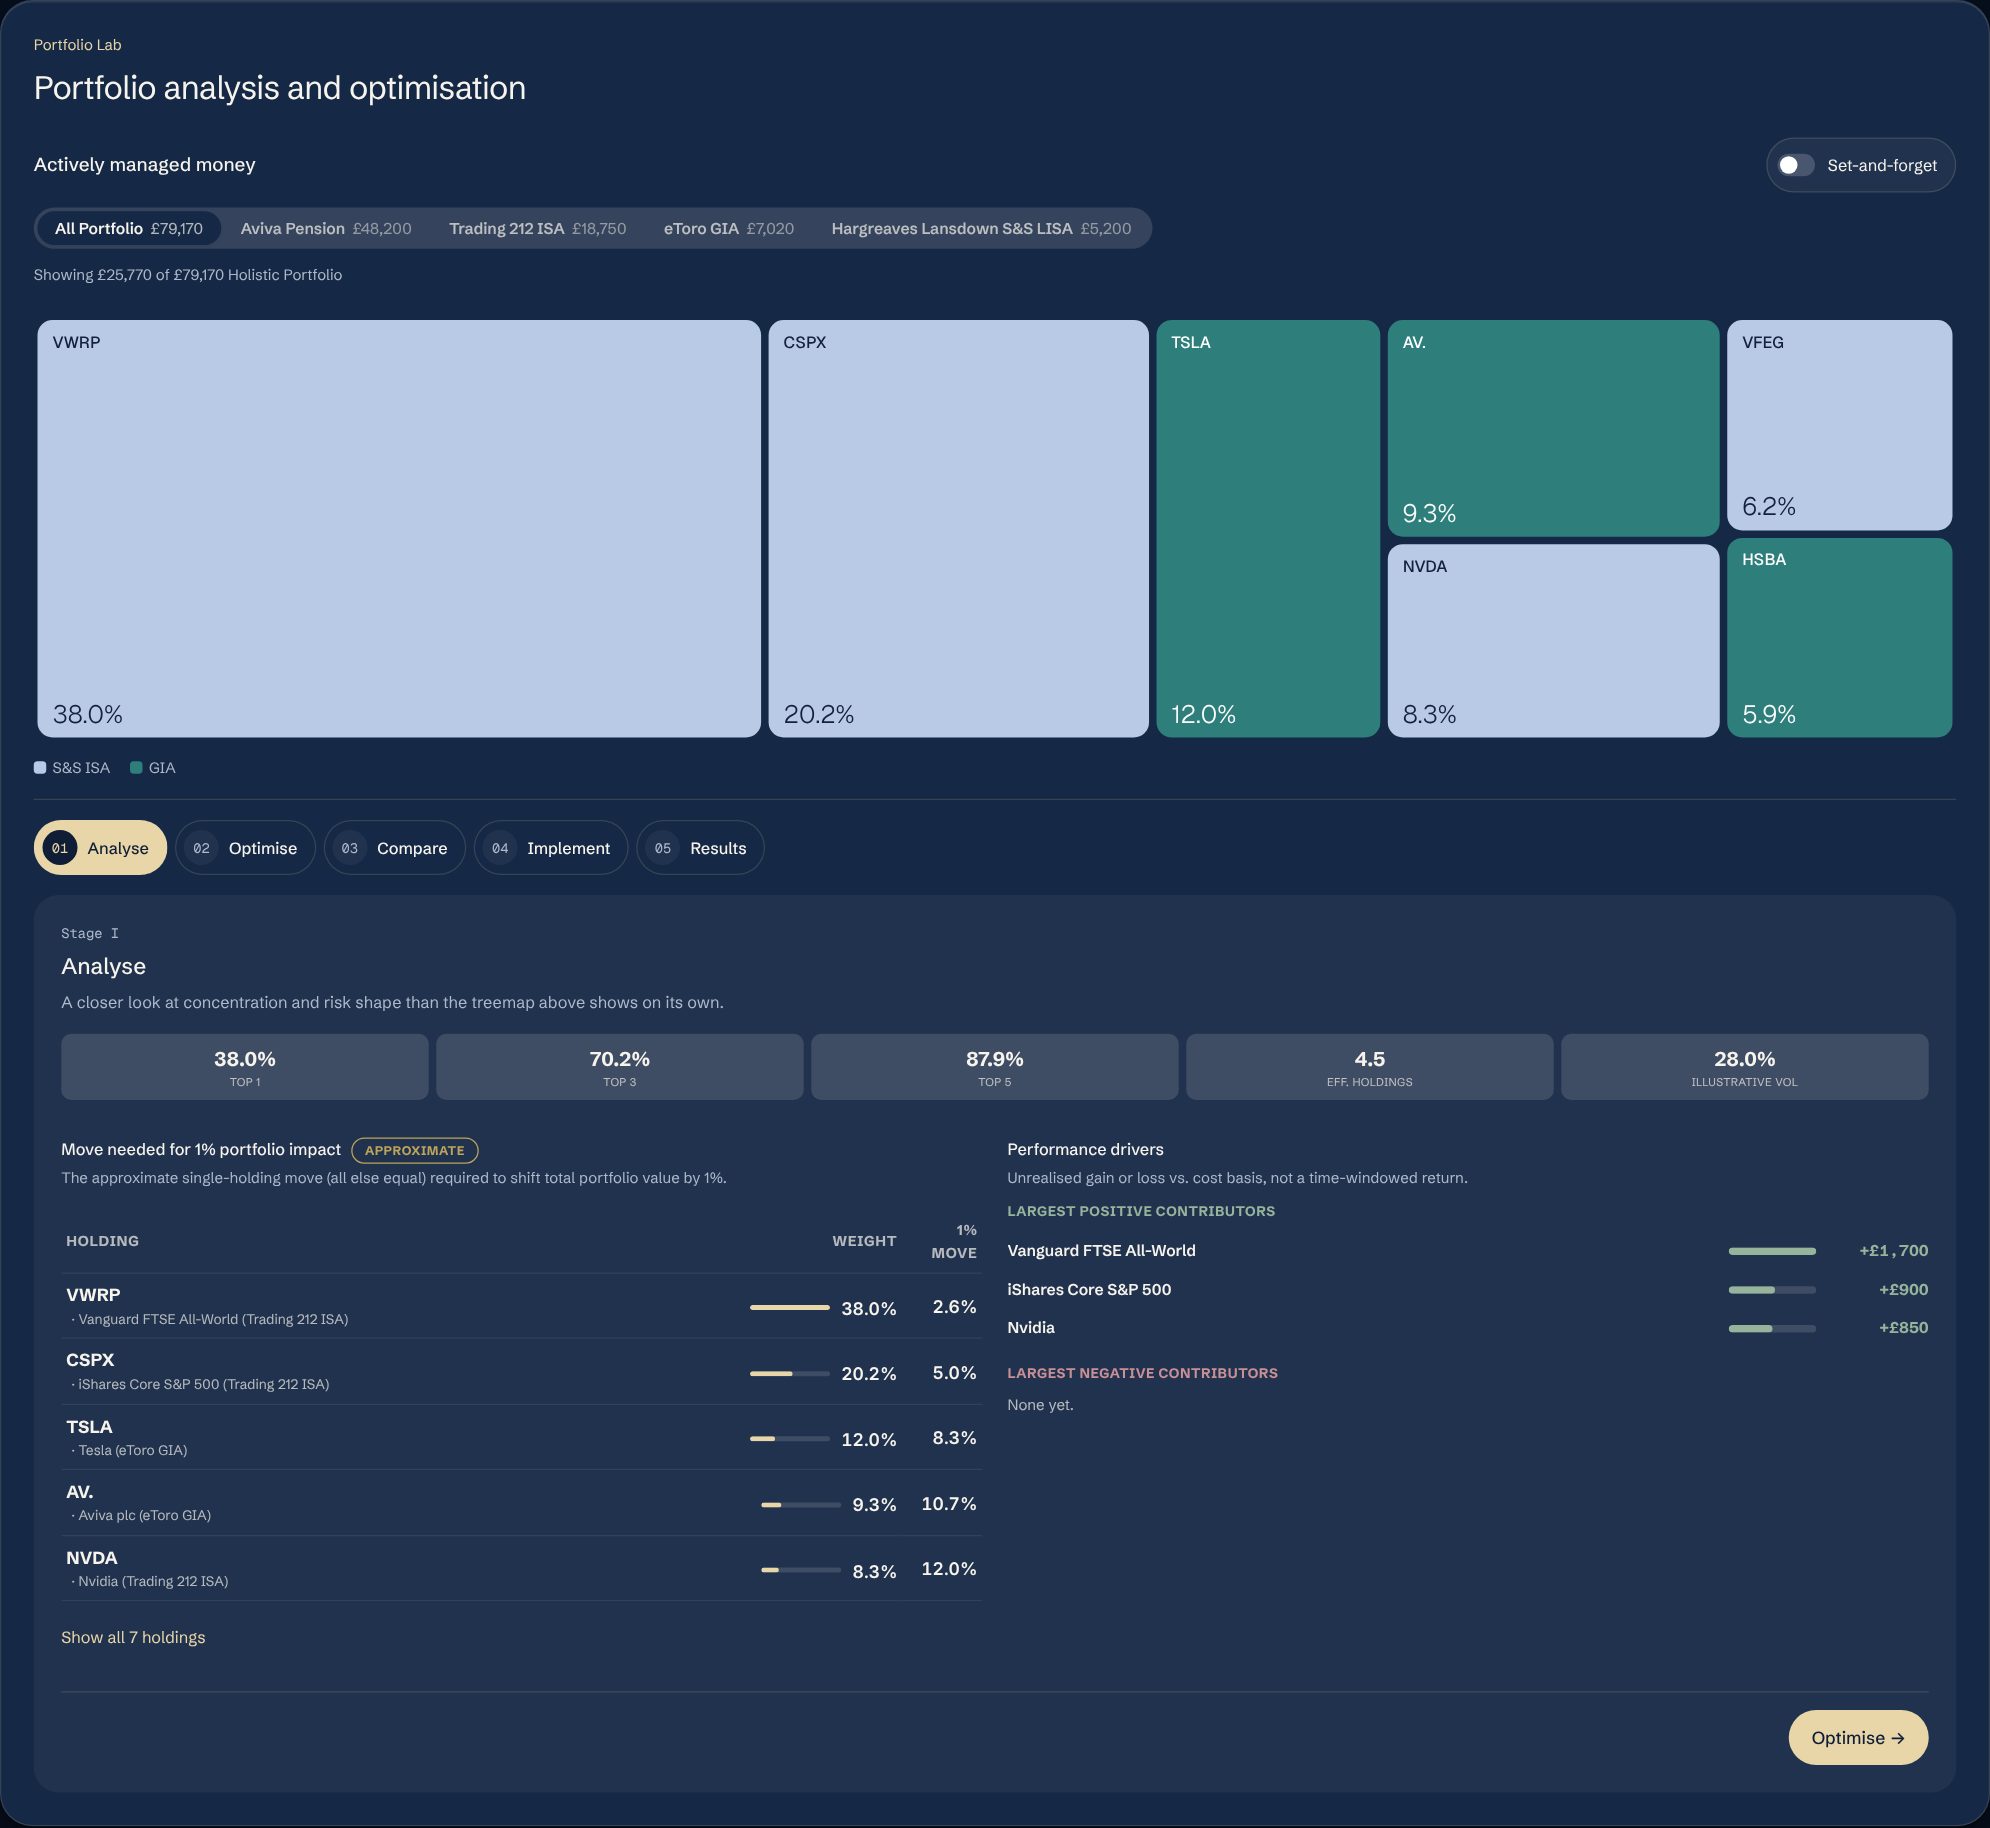 Portfolio Lab
Portfolio analysis and optimisation
Actively managed money
Set-and-forget
All Portfolio £79,170 Aviva Pension £48,200 Trading 212 ISA £18,750 eToro GIA £7,020 Hargreaves Lansdown S&S LISA £5,200
Showing £25,770 of £79,170 Holistic Portfolio
VWRP
38.0%
CSPX
20.2%
TSLA
12.0%
AV.
9.3%
NVDA
8.3%
VFEG
6.2%
HSBA
5.9%
S&S ISA GIA
01 Analyse 02 Optimise 03 Compare 04 Implement 05 Results
Stage I
Analyse
A closer look at concentration and risk shape than the treemap above shows on its own.
38.0%
TOP 1
70.2%
TOP 3
87.9%
TOP 5
4.5
EFF. HOLDINGS
28.0%
ILLUSTRATIVE VOL
Move needed for 1% portfolio impact APPROXIMATE
The approximate single-holding move (all else equal) required to shift total portfolio value by 1%.
HOLDING WEIGHT 1% MOVE
VWRP
· Vanguard FTSE All-World (Trading 212 ISA) 38.0% 2.6%
CSPX
· iShares Core S&P 500 (Trading 212 ISA) 20.2% 5.0%
TSLA
· Tesla (eToro GIA) 12.0% 8.3%
AV.
· Aviva plc (eToro GIA) 9.3% 10.7%
NVDA
· Nvidia (Trading 212 ISA) 8.3% 12.0%
Show all 7 holdings
Performance drivers
Unrealised gain or loss vs. cost basis, not a time-windowed return.
LARGEST POSITIVE CONTRIBUTORS
Vanguard FTSE All-World +£1,700
iShares Core S&P 500 +£900
Nvidia +£850
LARGEST NEGATIVE CONTRIBUTORS
None yet.
Optimise →